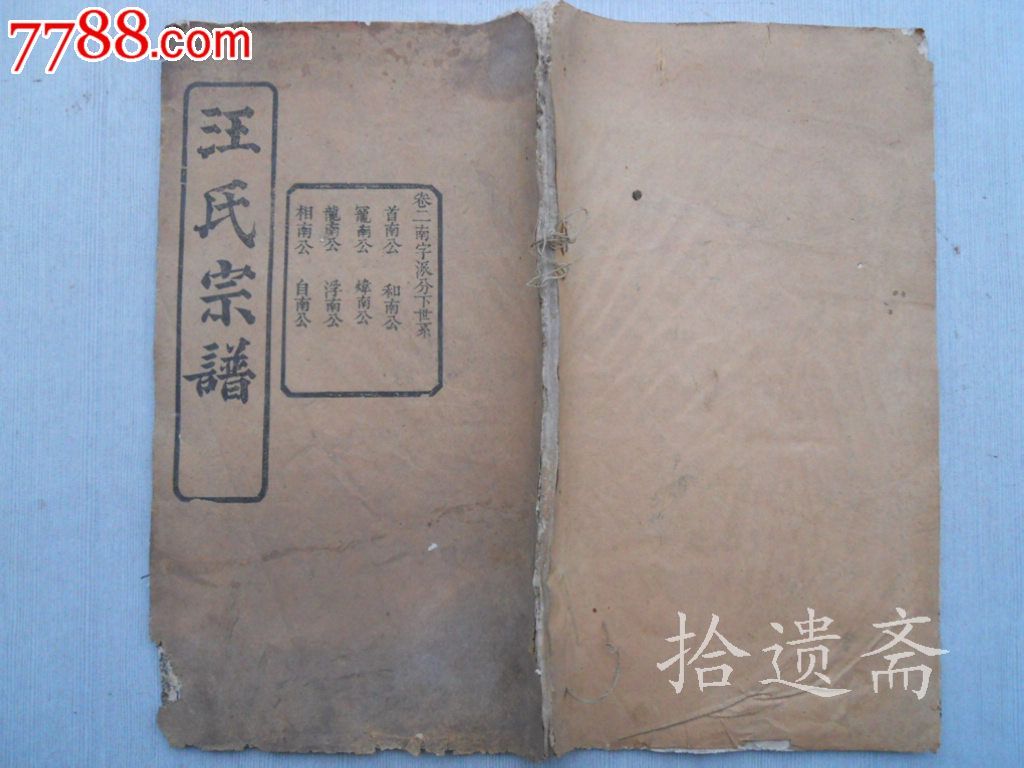 7788.com
汪氏宗譜
卷二南字派分下世系
首南公 和南公
南公 煒南公
龍南公 浮南公
相南公 自南公
拾遗斋